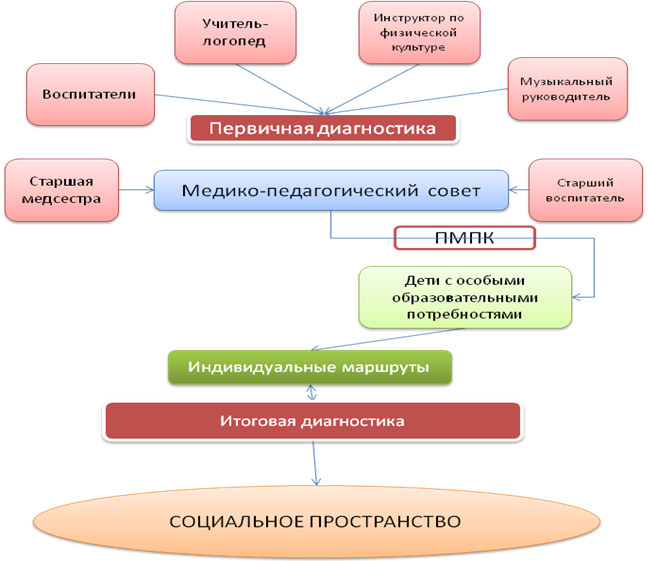 Учитель-
логопед
Инструктор по
физической
культуре
Воспитатели
Музыкальный
руководитель
Первичная диагностика
Старшая
медсестра
Медико-педагогический совет
Старший
воспитатель
ПМПК
Дети с особыми
образовательными
потребностями
Индивидуальные маршруты
Итоговая диагностика
СОЦИАЛЬНОЕ ПРОСТРАНСТВО